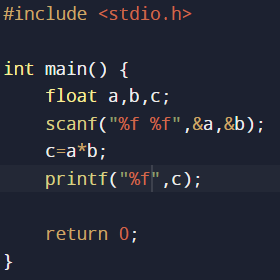 #include <stdio.h>
int main() {
float a,b,c;
scanf("%f %f",&a,&b);
c=a*b;
printf("%f",c);
return 0;
}